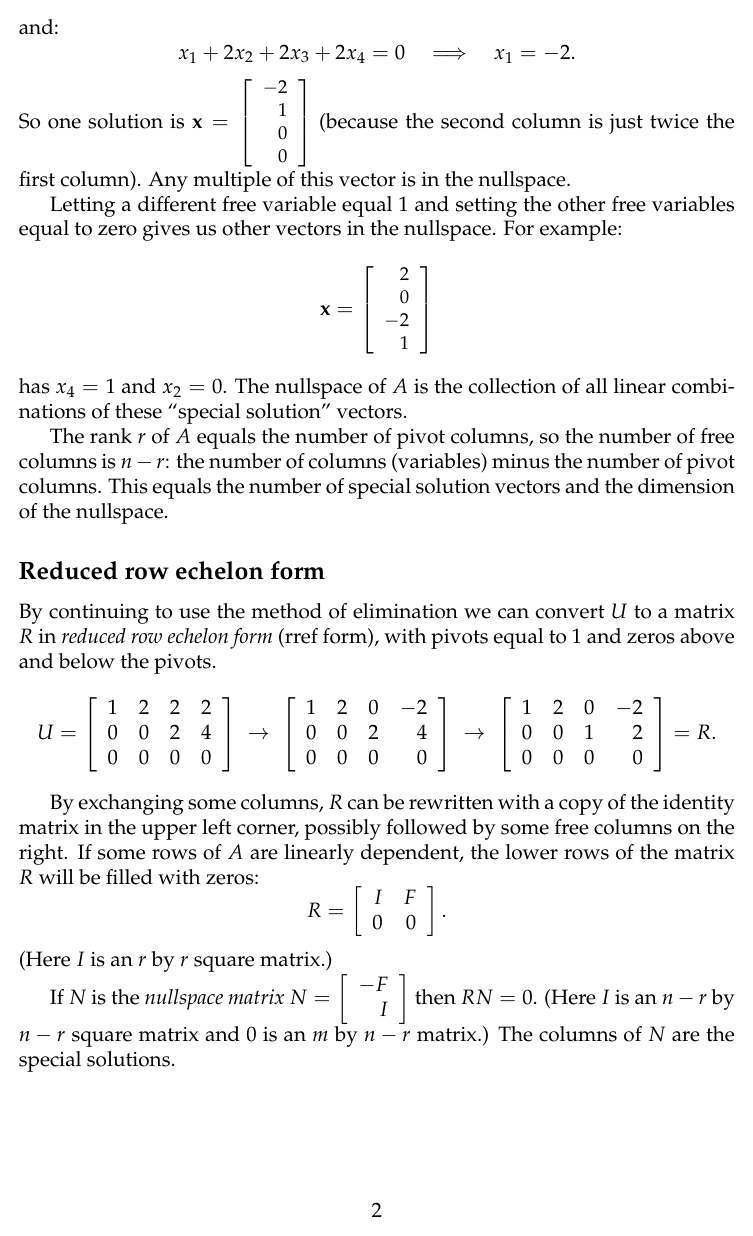 and:
x₁ + 2x₂ + 2x₃ + 2x₄ = 0 ⟹ x₁ = −2.
So one solution is x = [ −2 1 0 0 ] (because the second column is just twice the
first column). Any multiple of this vector is in the nullspace.
Letting a different free variable equal 1 and setting the other free variables
equal to zero gives us other vectors in the nullspace. For example:
x = [ 2 0 −2 1 ]
has x₄ = 1 and x₂ = 0. The nullspace of A is the collection of all linear combi-
nations of these “special solution” vectors.
The rank r of A equals the number of pivot columns, so the number of free
columns is n − r: the number of columns (variables) minus the number of pivot
columns. This equals the number of special solution vectors and the dimension
of the nullspace.
Reduced row echelon form
By continuing to use the method of elimination we can convert U to a matrix
R in reduced row echelon form (rref form), with pivots equal to 1 and zeros above
and below the pivots.
1 2 2 2   1 2 0 −2   1 2 0 −2
U = 0 0 2 4 → 0 0 2 4 → 0 0 1 2 = R.
0 0 0 0   0 0 0 0   0 0 0 0
By exchanging some columns, R can be rewritten with a copy of the identity
matrix in the upper left corner, possibly followed by some free columns on the
right. If some rows of A are linearly dependent, the lower rows of the matrix
R will be filled with zeros:
R = [ I F
0 0 ].
(Here I is an r by r square matrix.)
If N is the nullspace matrix N = [ −F I ] then RN = 0. (Here I is an n − r by
n − r square matrix and 0 is an m by n − r matrix.) The columns of N are the
special solutions.
2